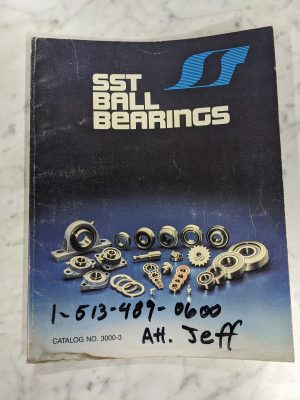 SST
BALL
BEARINGS
1-513-489-0600
Att. Jeff
CATALOG NO. 3000-3